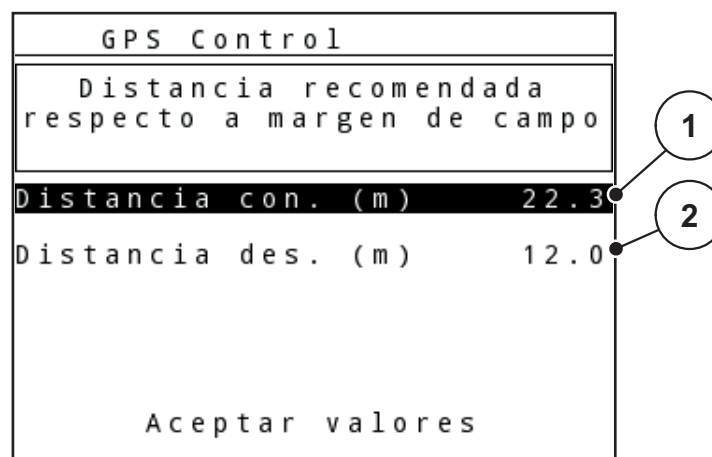 GPS Control
Distancia recomendada
respecto a margen de campo
Distancia con. (m) 22.3
1
Distancia des. (m) 12.0
2
Aceptar valores